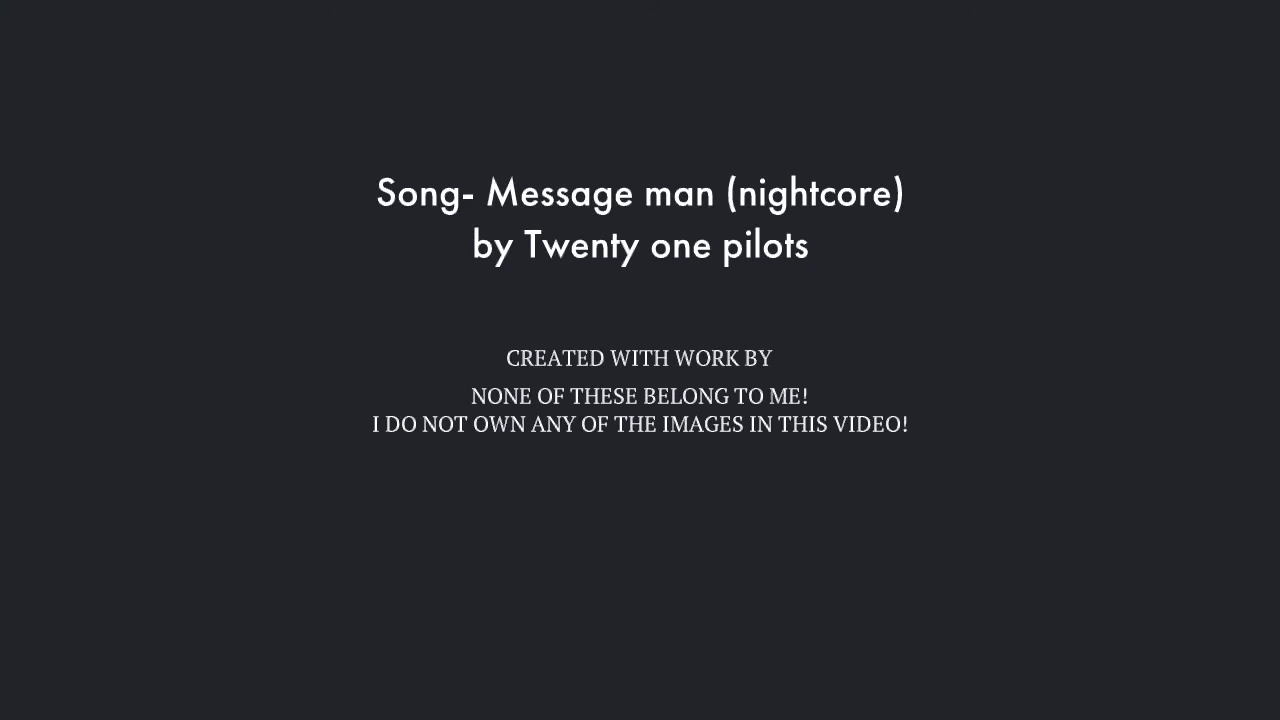 Song- Message man (nightcore)
by Twenty one pilots
CREATED WITH WORK BY
NONE OF THESE BELONG TO ME!
I DO NOT OWN ANY OF THE IMAGES IN THIS VIDEO!